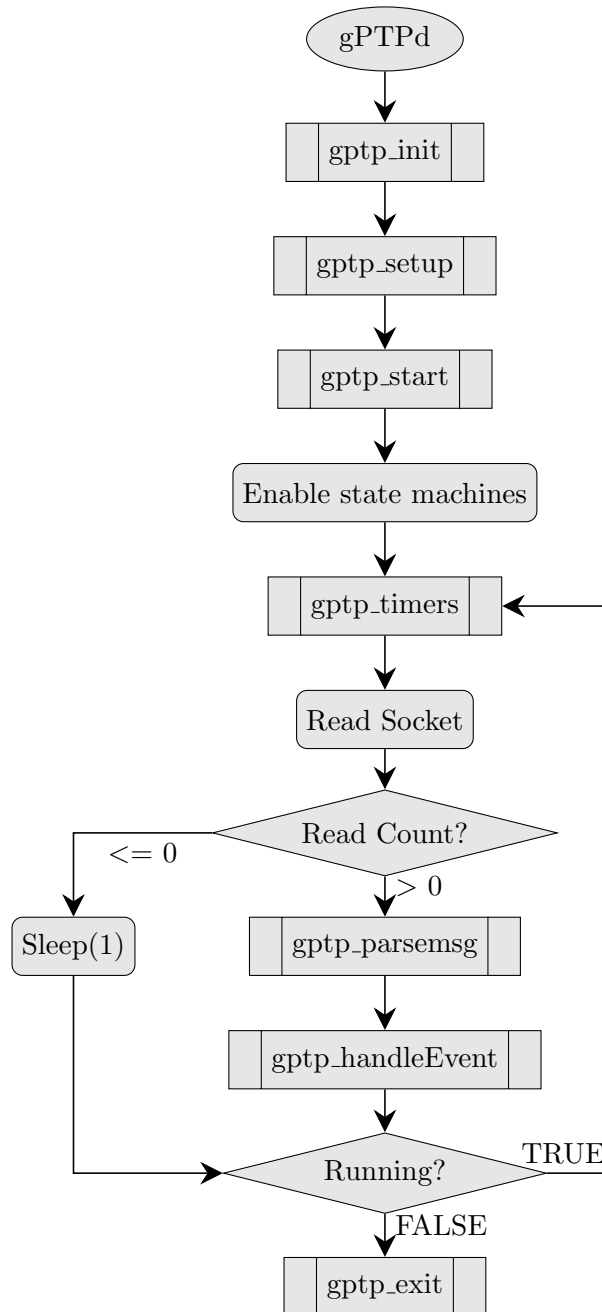 gPTPd
gptp_init
gptp_setup
gptp_start
Enable state machines
gptp_timers
Read Socket
Read Count?
<= 0
> 0
Sleep(1)
gptp_parsemsg
gptp_handleEvent
Running?
TRUE
FALSE
gptp_exit